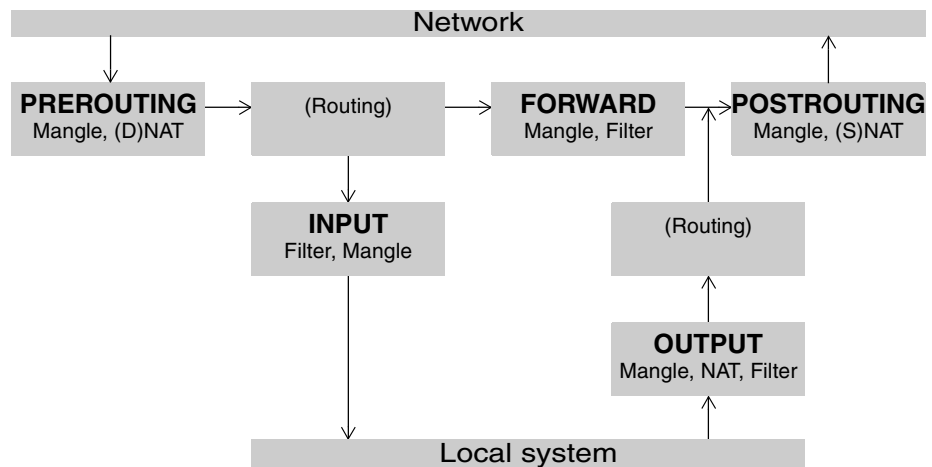 Network
PREROUTING
Mangle, (D)NAT
(Routing)
FORWARD
Mangle, Filter
POSTROUTING
Mangle, (S)NAT
INPUT
Filter, Mangle
(Routing)
OUTPUT
Mangle, NAT, Filter
Local system